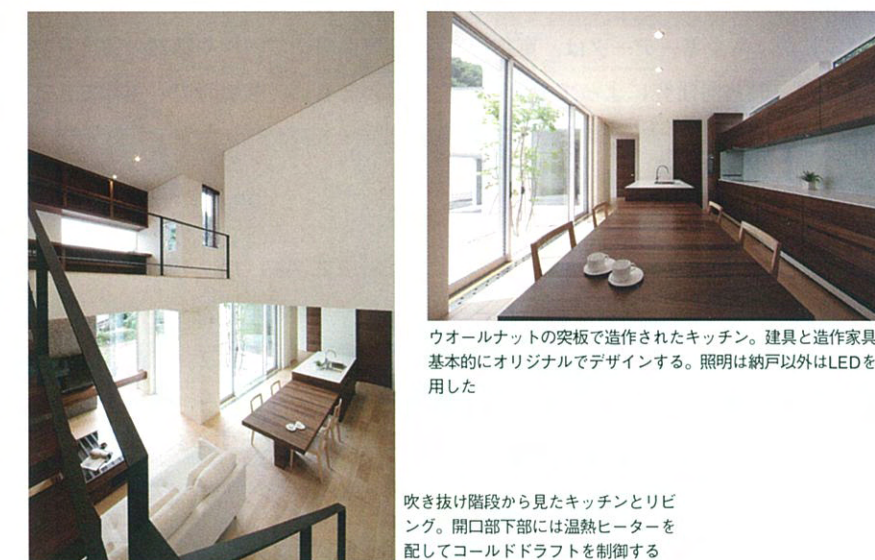 ウオールナットの突板で造作されたキッチン。建具と造作家具
基本的にオリジナルでデザインする。照明は納戸以外はLEDを
用した
吹き抜け階段から見たキッチンとリビ
ング。開口部下部には温熱ヒーターを
配してコールドドラフトを制御する